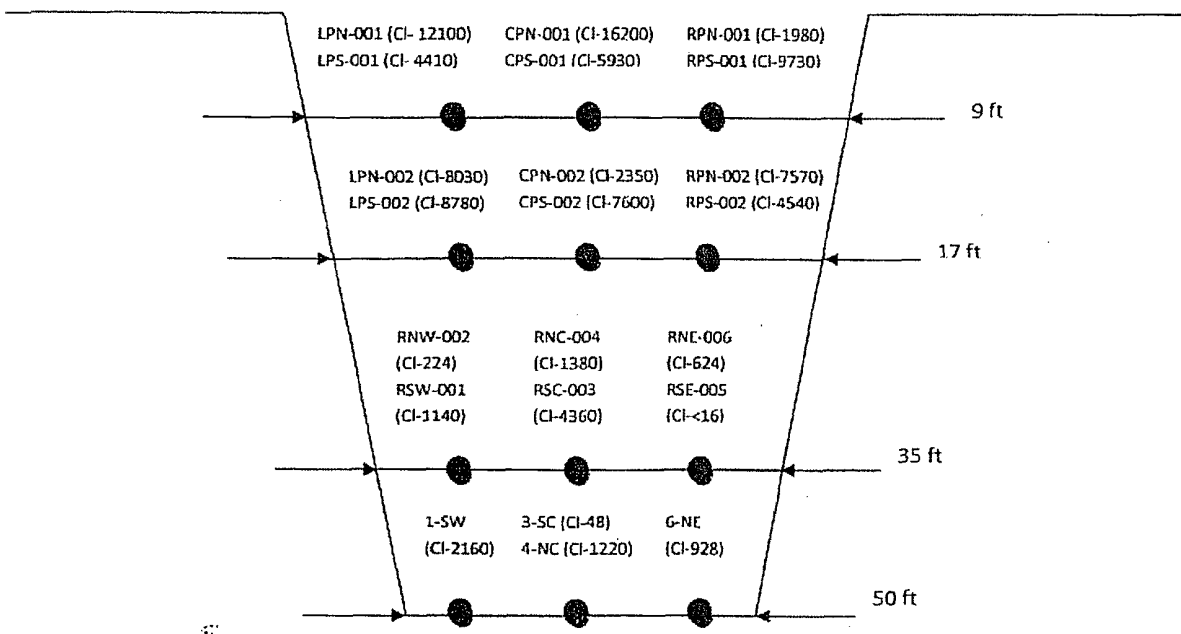 LPN-001 (Cl- 12100) CPN-001 (Cl-16200) RPN-001 (Cl-1980)
LPS-001 (Cl- 4410) CPS-001 (Cl-5930) RPS-001 (Cl-9730)
9 ft
LPN-002 (Cl-8030) CPN-002 (Cl-2350) RPN-002 (Cl-7570)
LPS-002 (Cl-8780) CPS-002 (Cl-7600) RPS-002 (Cl-4540)
17 ft
RNW-002 RNC-004 RNE-006
(Cl-224) (Cl-1380) (Cl-624)
RSW-001 RSC-003 RSE-005
(Cl-1140) (Cl-4360) (Cl-<16)
35 ft
1-SW 3-SC (Cl-48) 6-NE
(Cl-2160) 4-NC (Cl-1220) (Cl-928)
50 ft